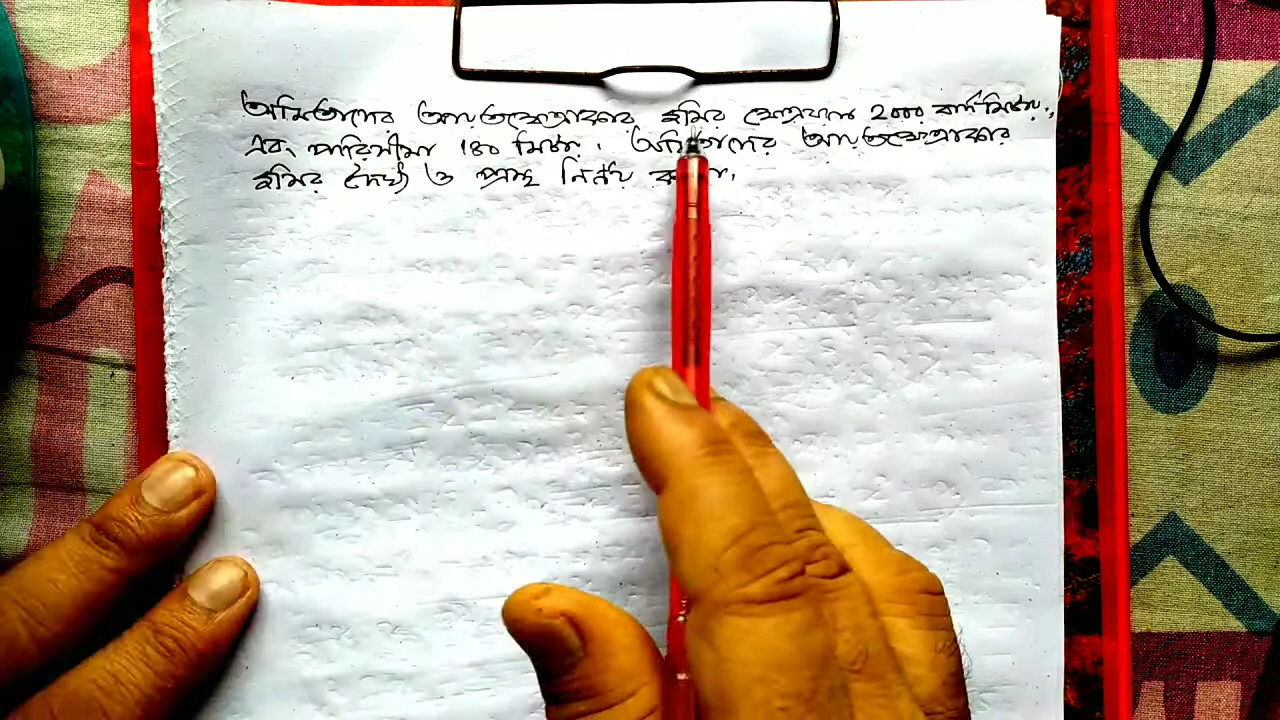 অমিতাদের আয়তক্ষেত্রাকার জমির ক্ষেত্রফল 2000 বর্গমিটার,
এবং পরিসীমা 180 মিটার। অমিতাদের আয়তক্ষেত্রাকার
জমির দৈর্ঘ্য ও প্রস্থ নির্ণয়